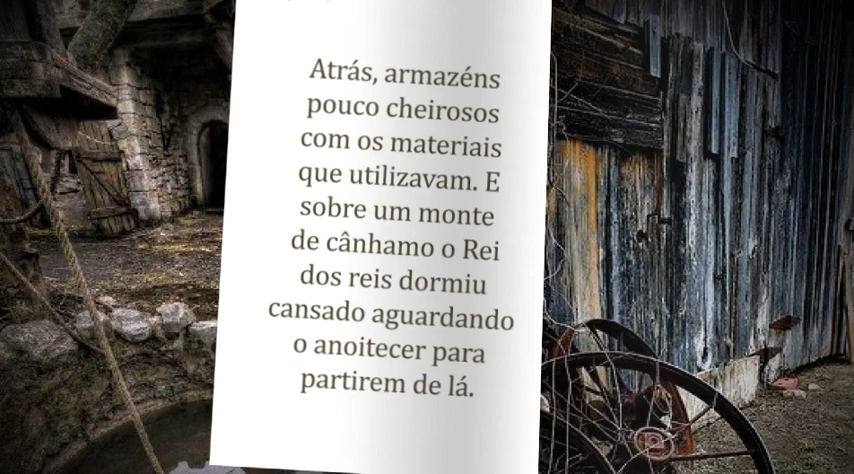 Atrás, armazéns
pouco cheirosos
com os materiais
que utilizavam. E
sobre um monte
de cânhamo o Rei
dos reis dormiu
cansado aguardando
o anoitecer para
partirem de lá.